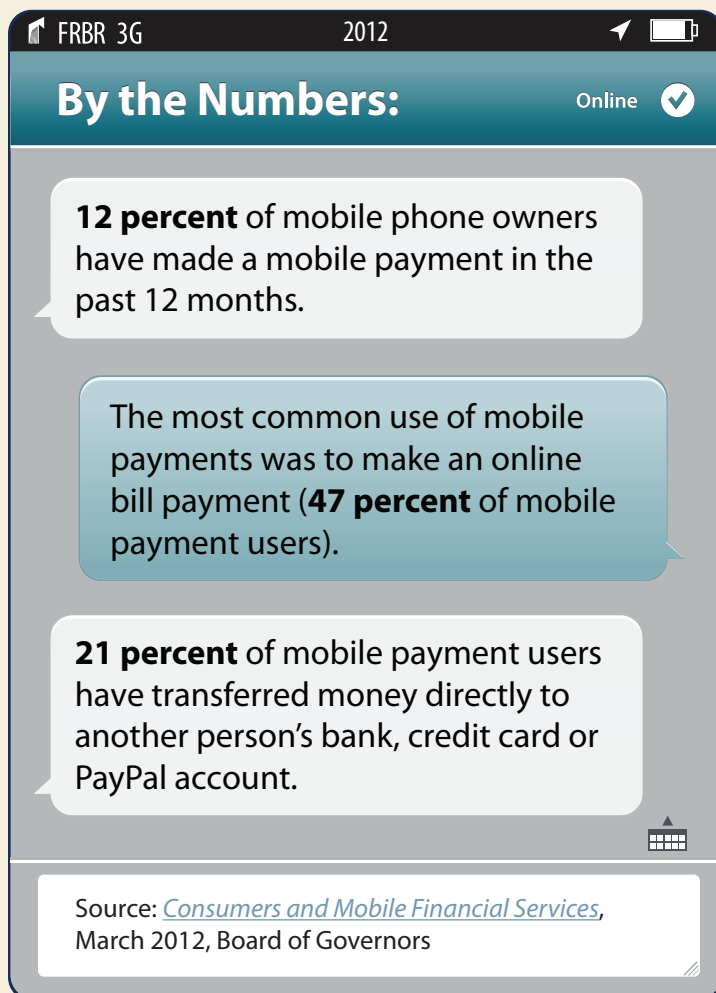 FRBR 3G
2012
By the Numbers:
Online
12 percent of mobile phone owners
have made a mobile payment in the
past 12 months.
The most common use of mobile
payments was to make an online
bill payment (47 percent of mobile
payment users).
21 percent of mobile payment users
have transferred money directly to
another person’s bank, credit card or
PayPal account.
Source: Consumers and Mobile Financial Services,
March 2012, Board of Governors